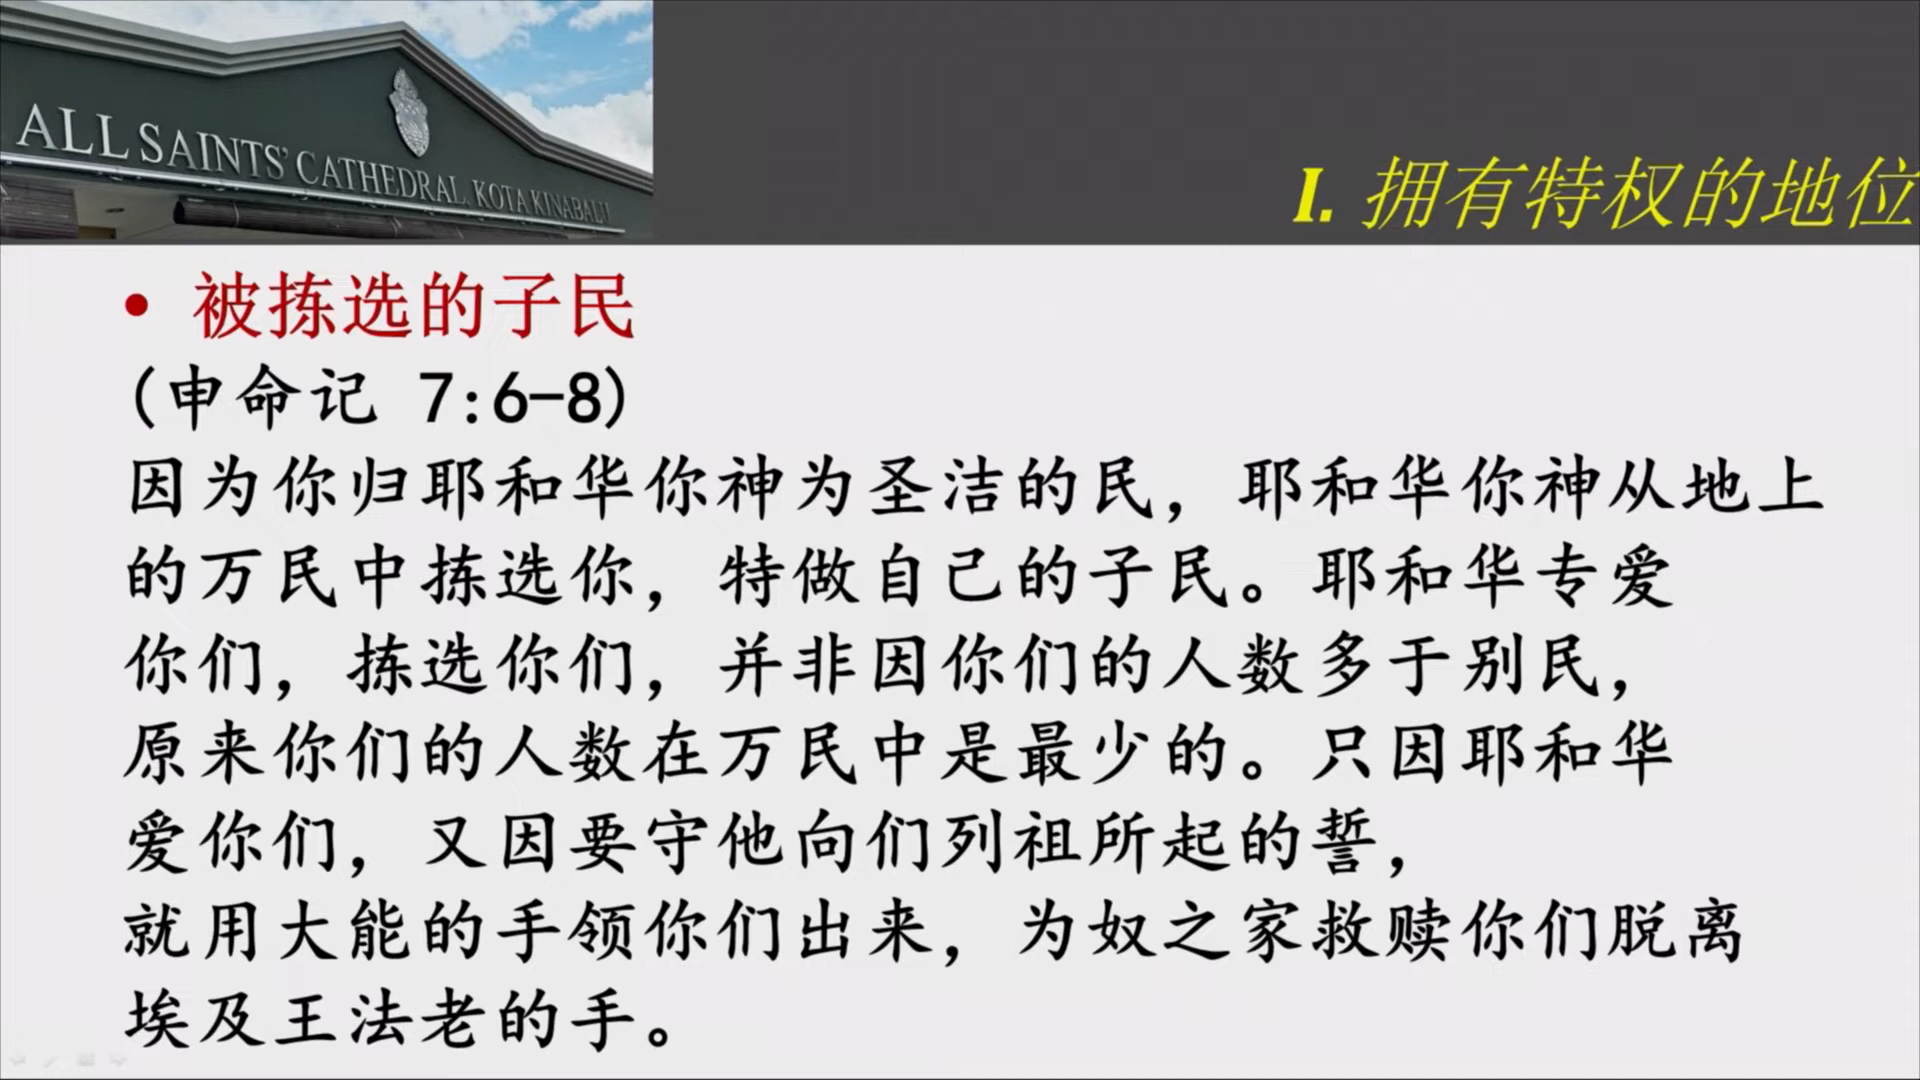 ALL SAINTS' CATHEDRAL, KOTA KINABALU
I. 拥有特权的地位
• 被拣选的子民
(申命记 7:6-8)
因为你归耶和华你神为圣洁的民，耶和华你神从地上
的万民中拣选你，特做自己的子民。耶和华专爱
你们，拣选你们，并非因你们的人数多于别民，
原来你们的人数在万民中是最少的。只因耶和华
爱你们，又因要守他向们列祖所起的誓，
就用大能的手领你们出来，为奴之家救赎你们脱离
埃及王法老的手。